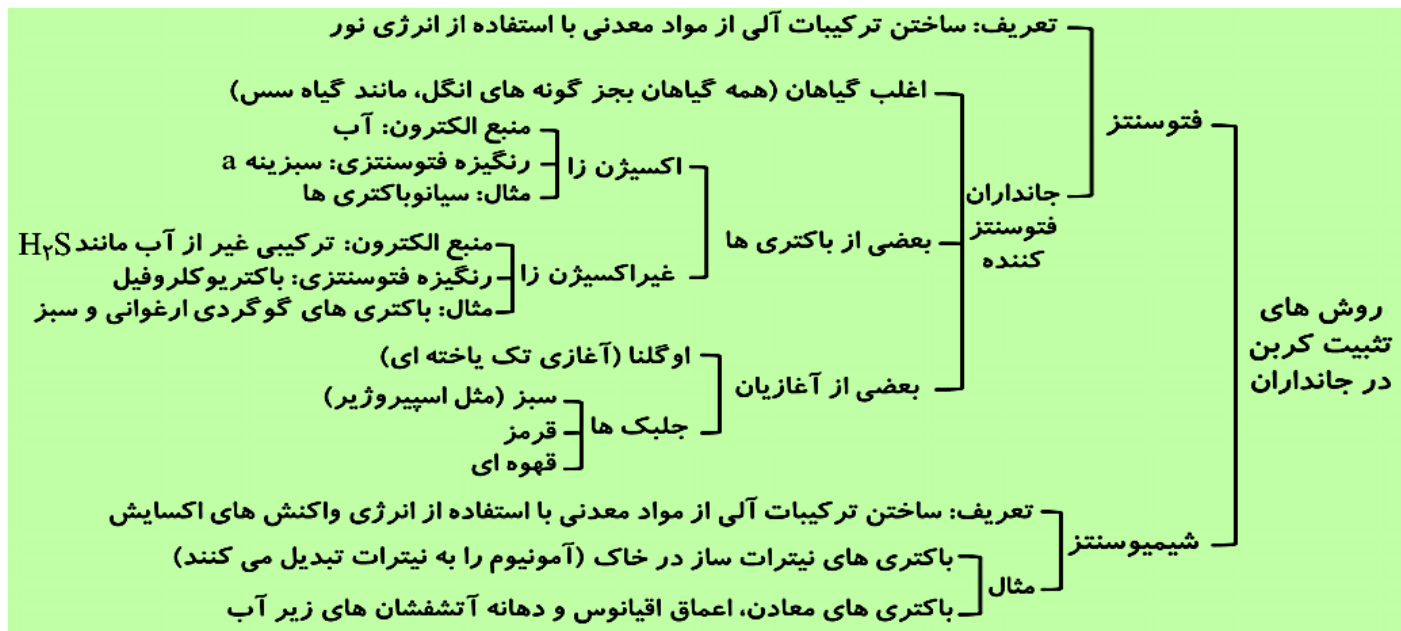 روش های
تثبیت کربن
در جانداران
فتوسنتز
تعریف: ساختن ترکیبات آلی از مواد معدنی با استفاده از انرژی نور
جانداران
فتوسنتز
کننده
اغلب گیاهان (همه گیاهان بجز گونه های انگل، مانند گیاه سس)
بعضی از باکتری ها
اکسیژن زا
منبع الکترون: آب
رنگیزه فتوسنتزی: سبزینه a
مثال: سیانوباکتری ها
غیراکسیژن زا
منبع الکترون: ترکیبی غیر از آب مانند H۲S
رنگیزه فتوسنتزی: باکتریوکلروفیل
مثال: باکتری های گوگردی ارغوانی و سبز
بعضی از آغازیان
اوگلنا (آغازی تک یاخته ای)
جلبک ها
سبز (مثل اسپیروژیر)
قرمز
قهوه ای
شیمیوسنتز
تعریف: ساختن ترکیبات آلی از مواد معدنی با استفاده از انرژی واکنش های اکسایش
مثال
باکتری های نیترات ساز در خاک (آمونیوم را به نیترات تبدیل می کنند)
باکتری های معادن، اعماق اقیانوس و دهانه آتشفشان های زیر آب